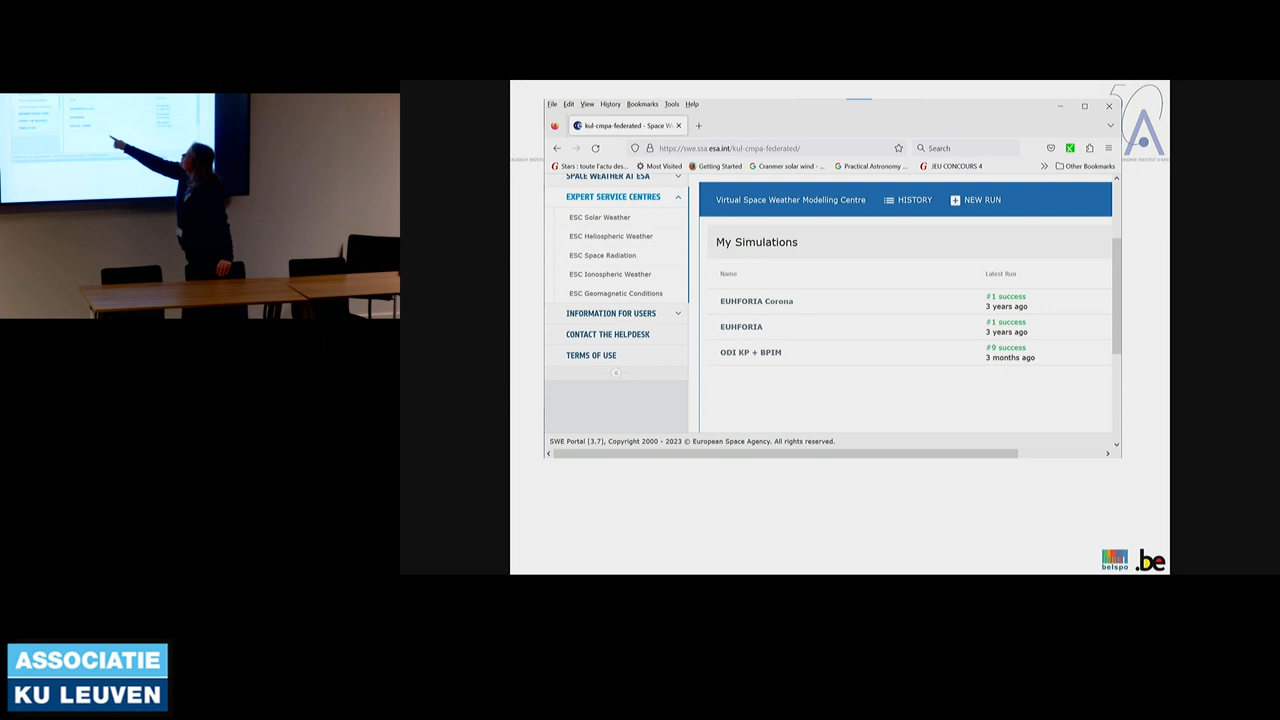 File Edit View History Bookmarks Tools Help
kul-cmpa-federated - Space W
https://swe.ssa.esa.int/kul-cmpa-federated/
Search
Stars : toute l'actu des... Most Visited Getting Started Cranmer solar wind - ... Practical Astronomy ... JEU CONCOURS 4 Other Bookmarks
SPACE WEATHER AT ESA
EXPERT SERVICE CENTRES
ESC Solar Weather
ESC Heliospheric Weather
ESC Space Radiation
ESC Ionospheric Weather
ESC Geomagnetic Conditions
INFORMATION FOR USERS
CONTACT THE HELPDESK
TERMS OF USE
Virtual Space Weather Modelling Centre HISTORY NEW RUN
My Simulations
Name Latest Run
EUHFORIA Corona #1 success
3 years ago
EUHFORIA #1 success
3 years ago
ODI KP + BPIM #9 success
3 months ago
SWE Portal [3.7], Copyright 2000 - 2023 © European Space Agency. All rights reserved.
belspo .be
ASSOCIATIE
KU LEUVEN